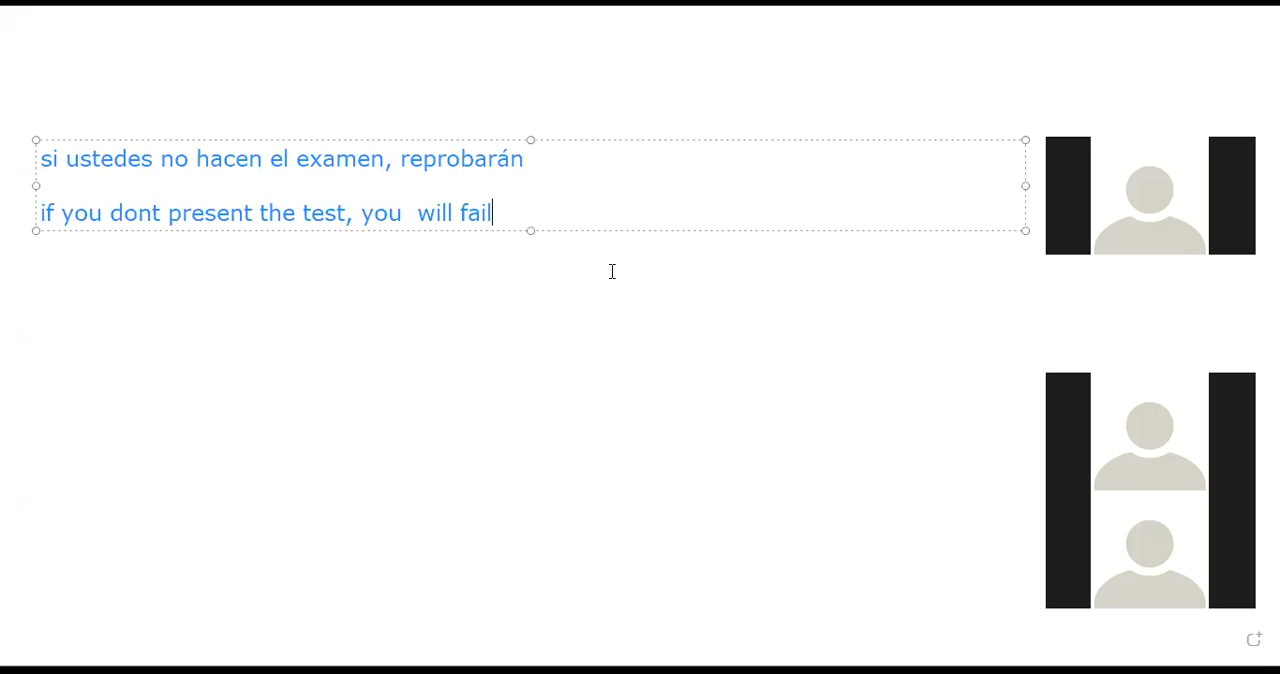 si ustedes no hacen el examen, reprobarán
if you dont present the test, you  will fail